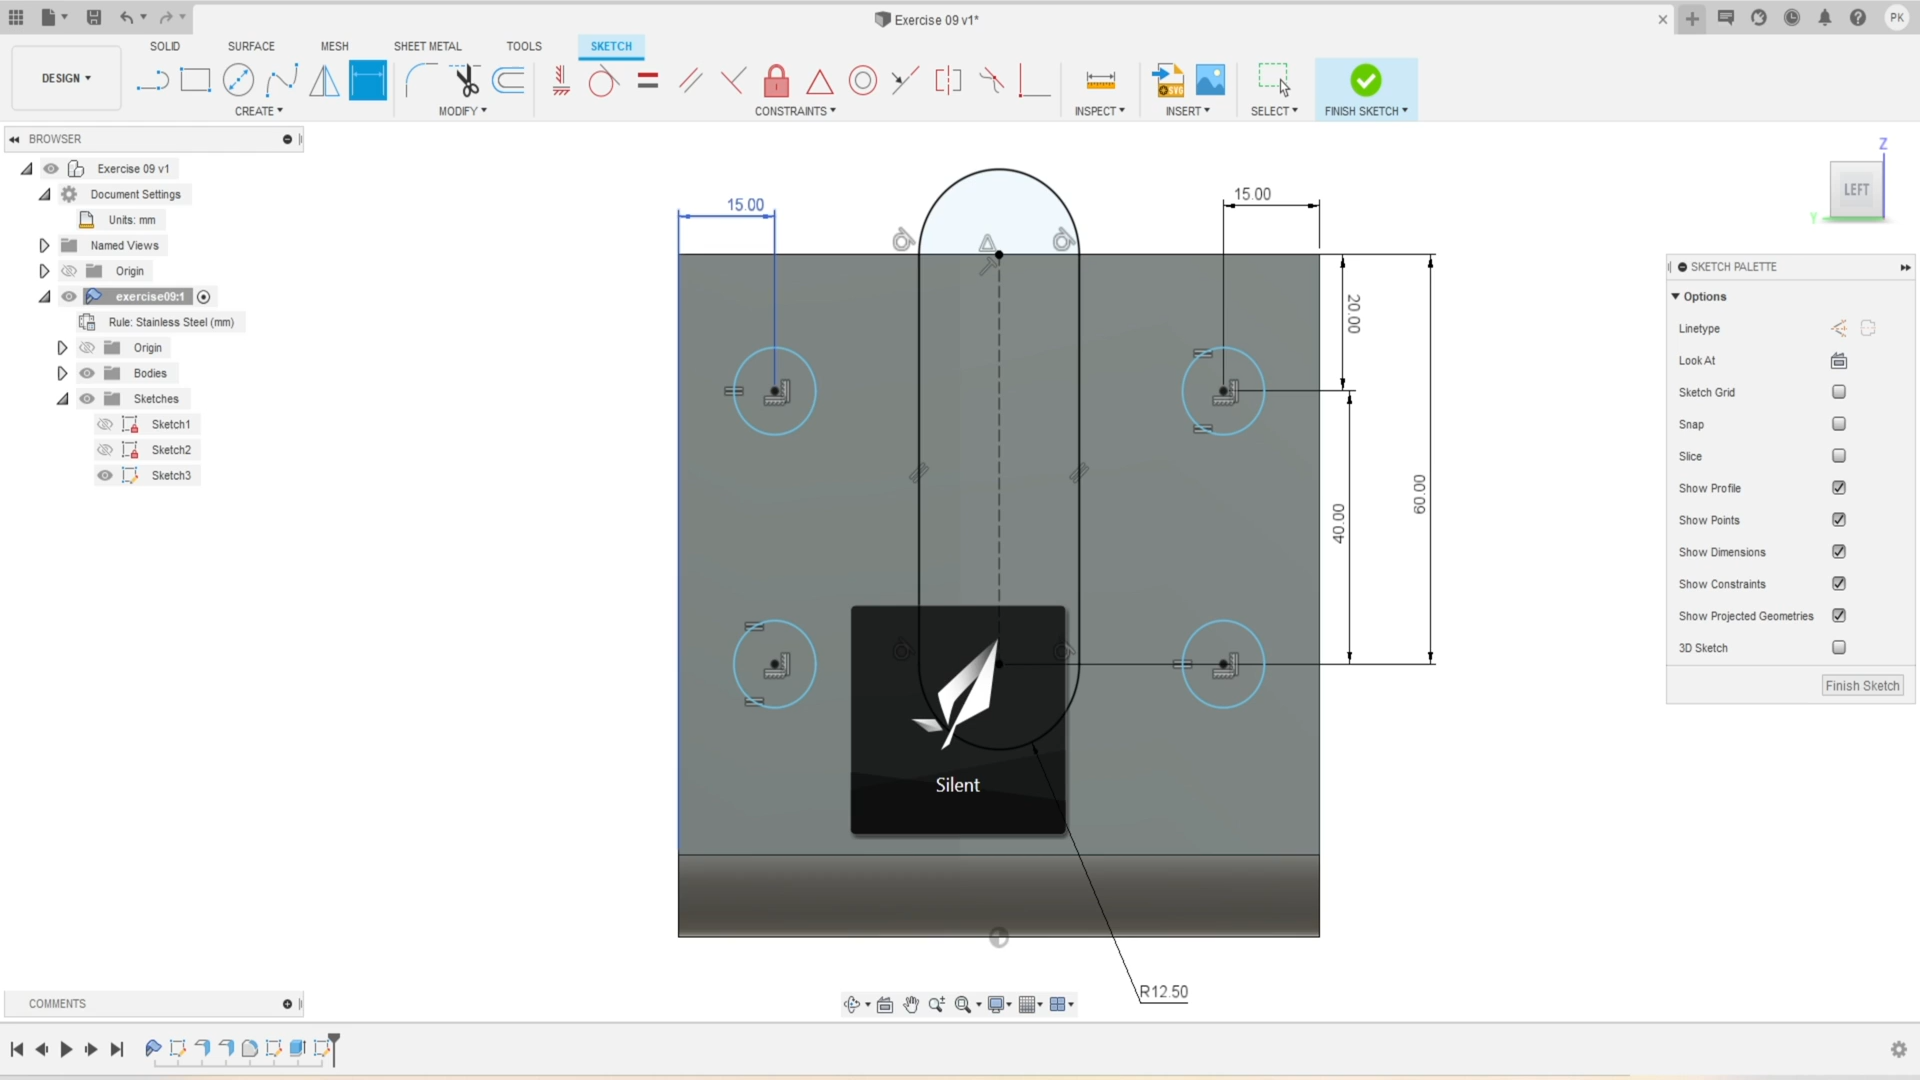 Exercise 09 v1*
PK
DESIGN
SOLID
SURFACE
MESH
SHEET METAL
TOOLS
SKETCH
CREATE
MODIFY
CONSTRAINTS
INSPECT
INSERT
SVG
SELECT
FINISH SKETCH
BROWSER
Exercise 09 v1
Document Settings
Units: mm
Named Views
Origin
exercise09:1
Rule: Stainless Steel (mm)
Origin
Bodies
Sketches
Sketch1
Sketch2
Sketch3
15.00
15.00
20.00
40.00
60.00
R12.50
Silent
Z
LEFT
Y
SKETCH PALETTE
Options
Linetype
Look At
Sketch Grid
Snap
Slice
Show Profile
Show Points
Show Dimensions
Show Constraints
Show Projected Geometries
3D Sketch
Finish Sketch
COMMENTS